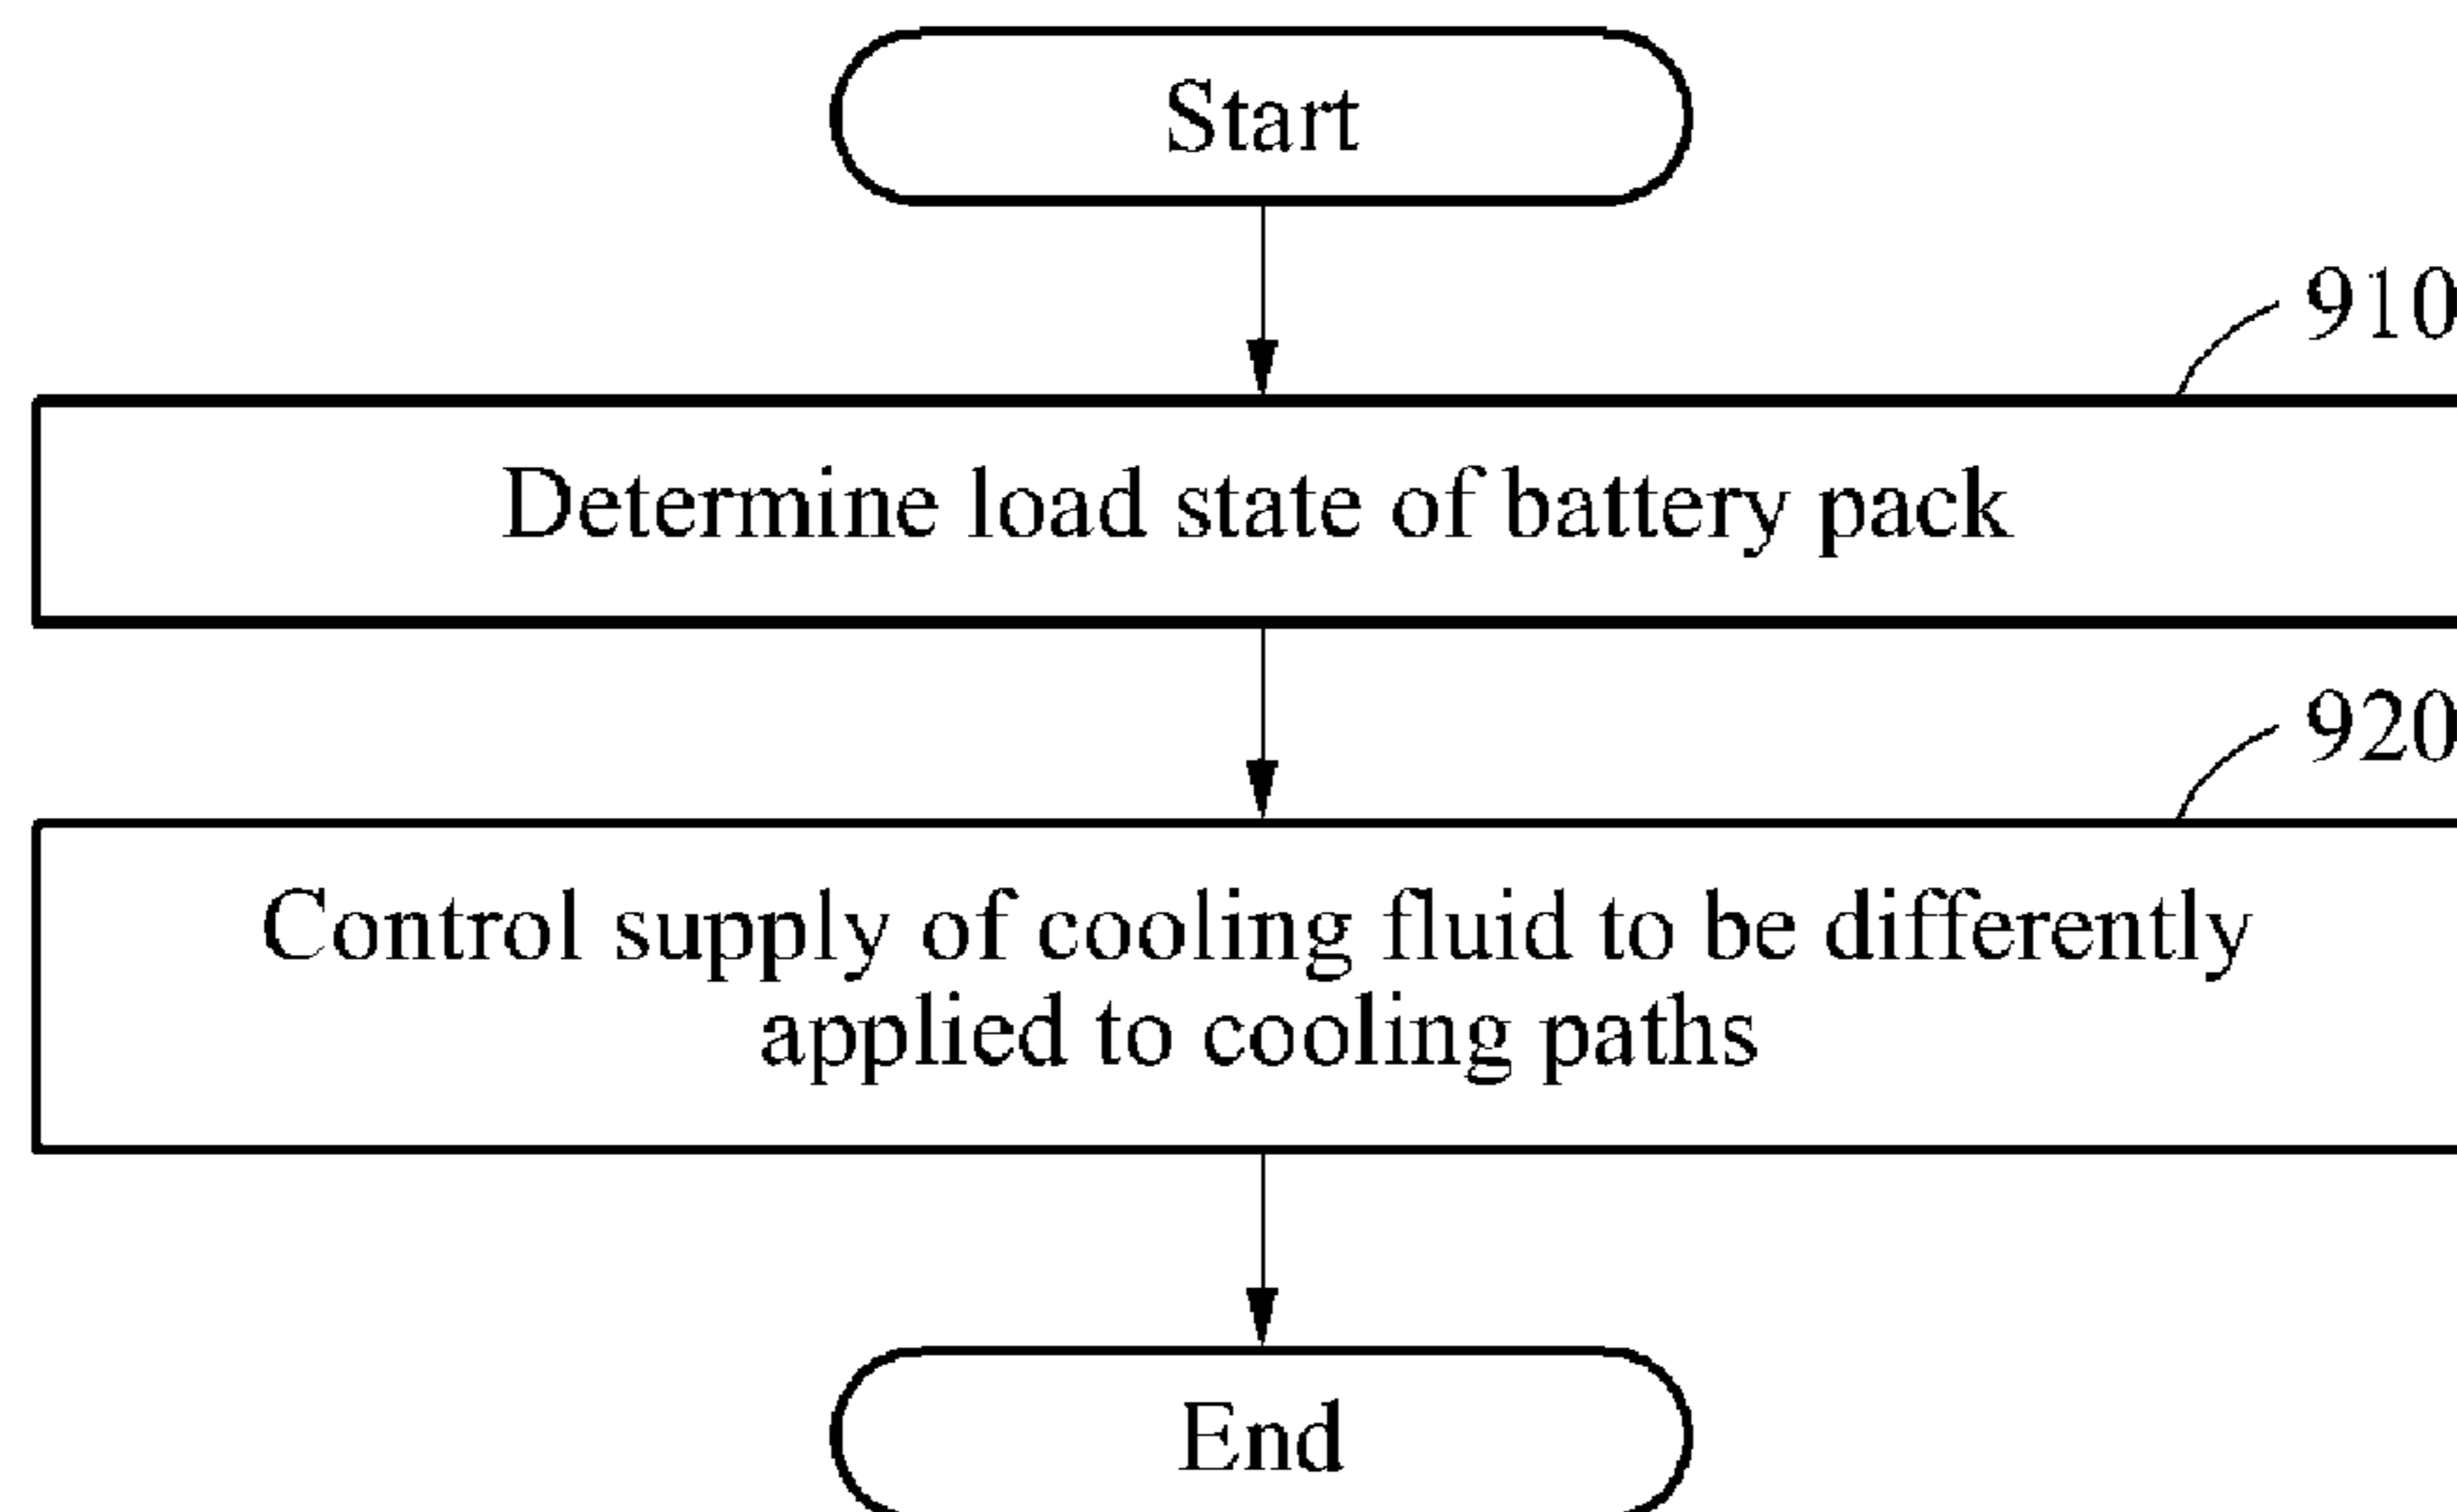 Start
910
Determine load state of battery pack
920
Control supply of cooling fluid to be differently
applied to cooling paths
End